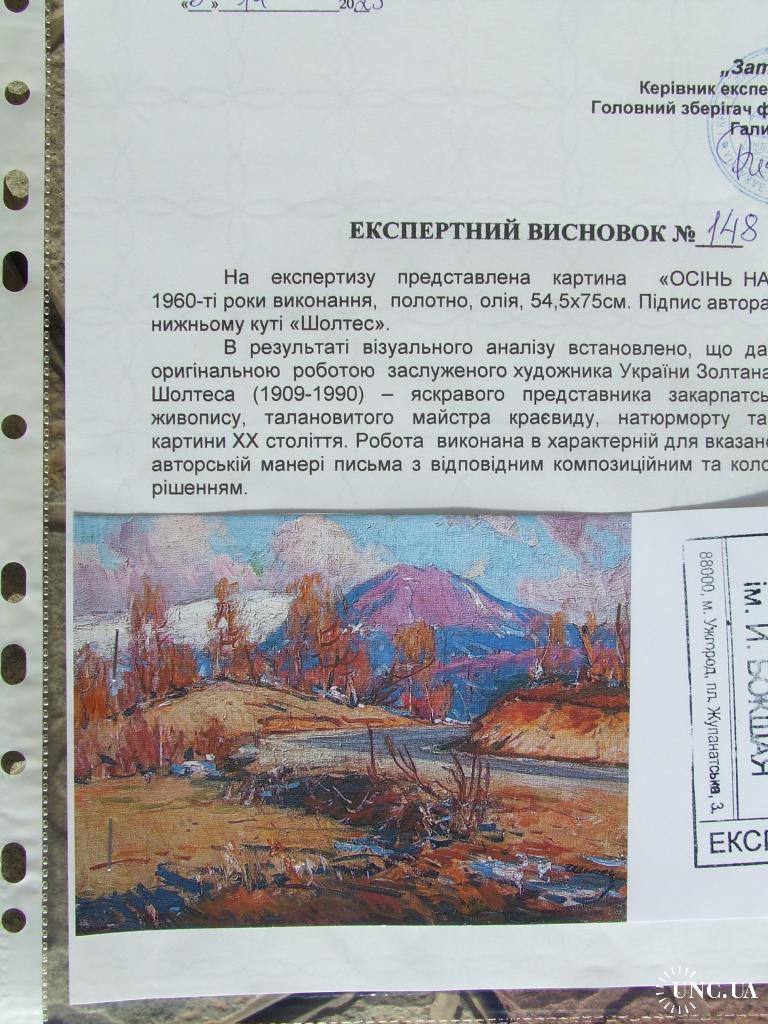 2023
„Зат
Керівник експе
Головний зберігач ф
Гали
ЕКСПЕРТНИЙ ВИСНОВОК № 148
На експертизу представлена картина «ОСІНЬ НА
1960-ті роки виконання, полотно, олія, 54,5х75см. Підпис автора
нижньому куті «Шолтес».
В результаті візуального аналізу встановлено, що да
оригінальною роботою заслуженого художника України Золтана
Шолтеса (1909-1990) – яскравого представника закарпатсь
живопису, талановитого майстра краєвиду, натюрморту та
картини ХХ століття. Робота виконана в характерній для вказано
авторській манері письма з відповідним композиційним та коло
рішенням.
ім. Й. БОКШАЯ
88000, м. Ужгород, пл. Жупанатська, 3.
ЕКСП
UNC.UA